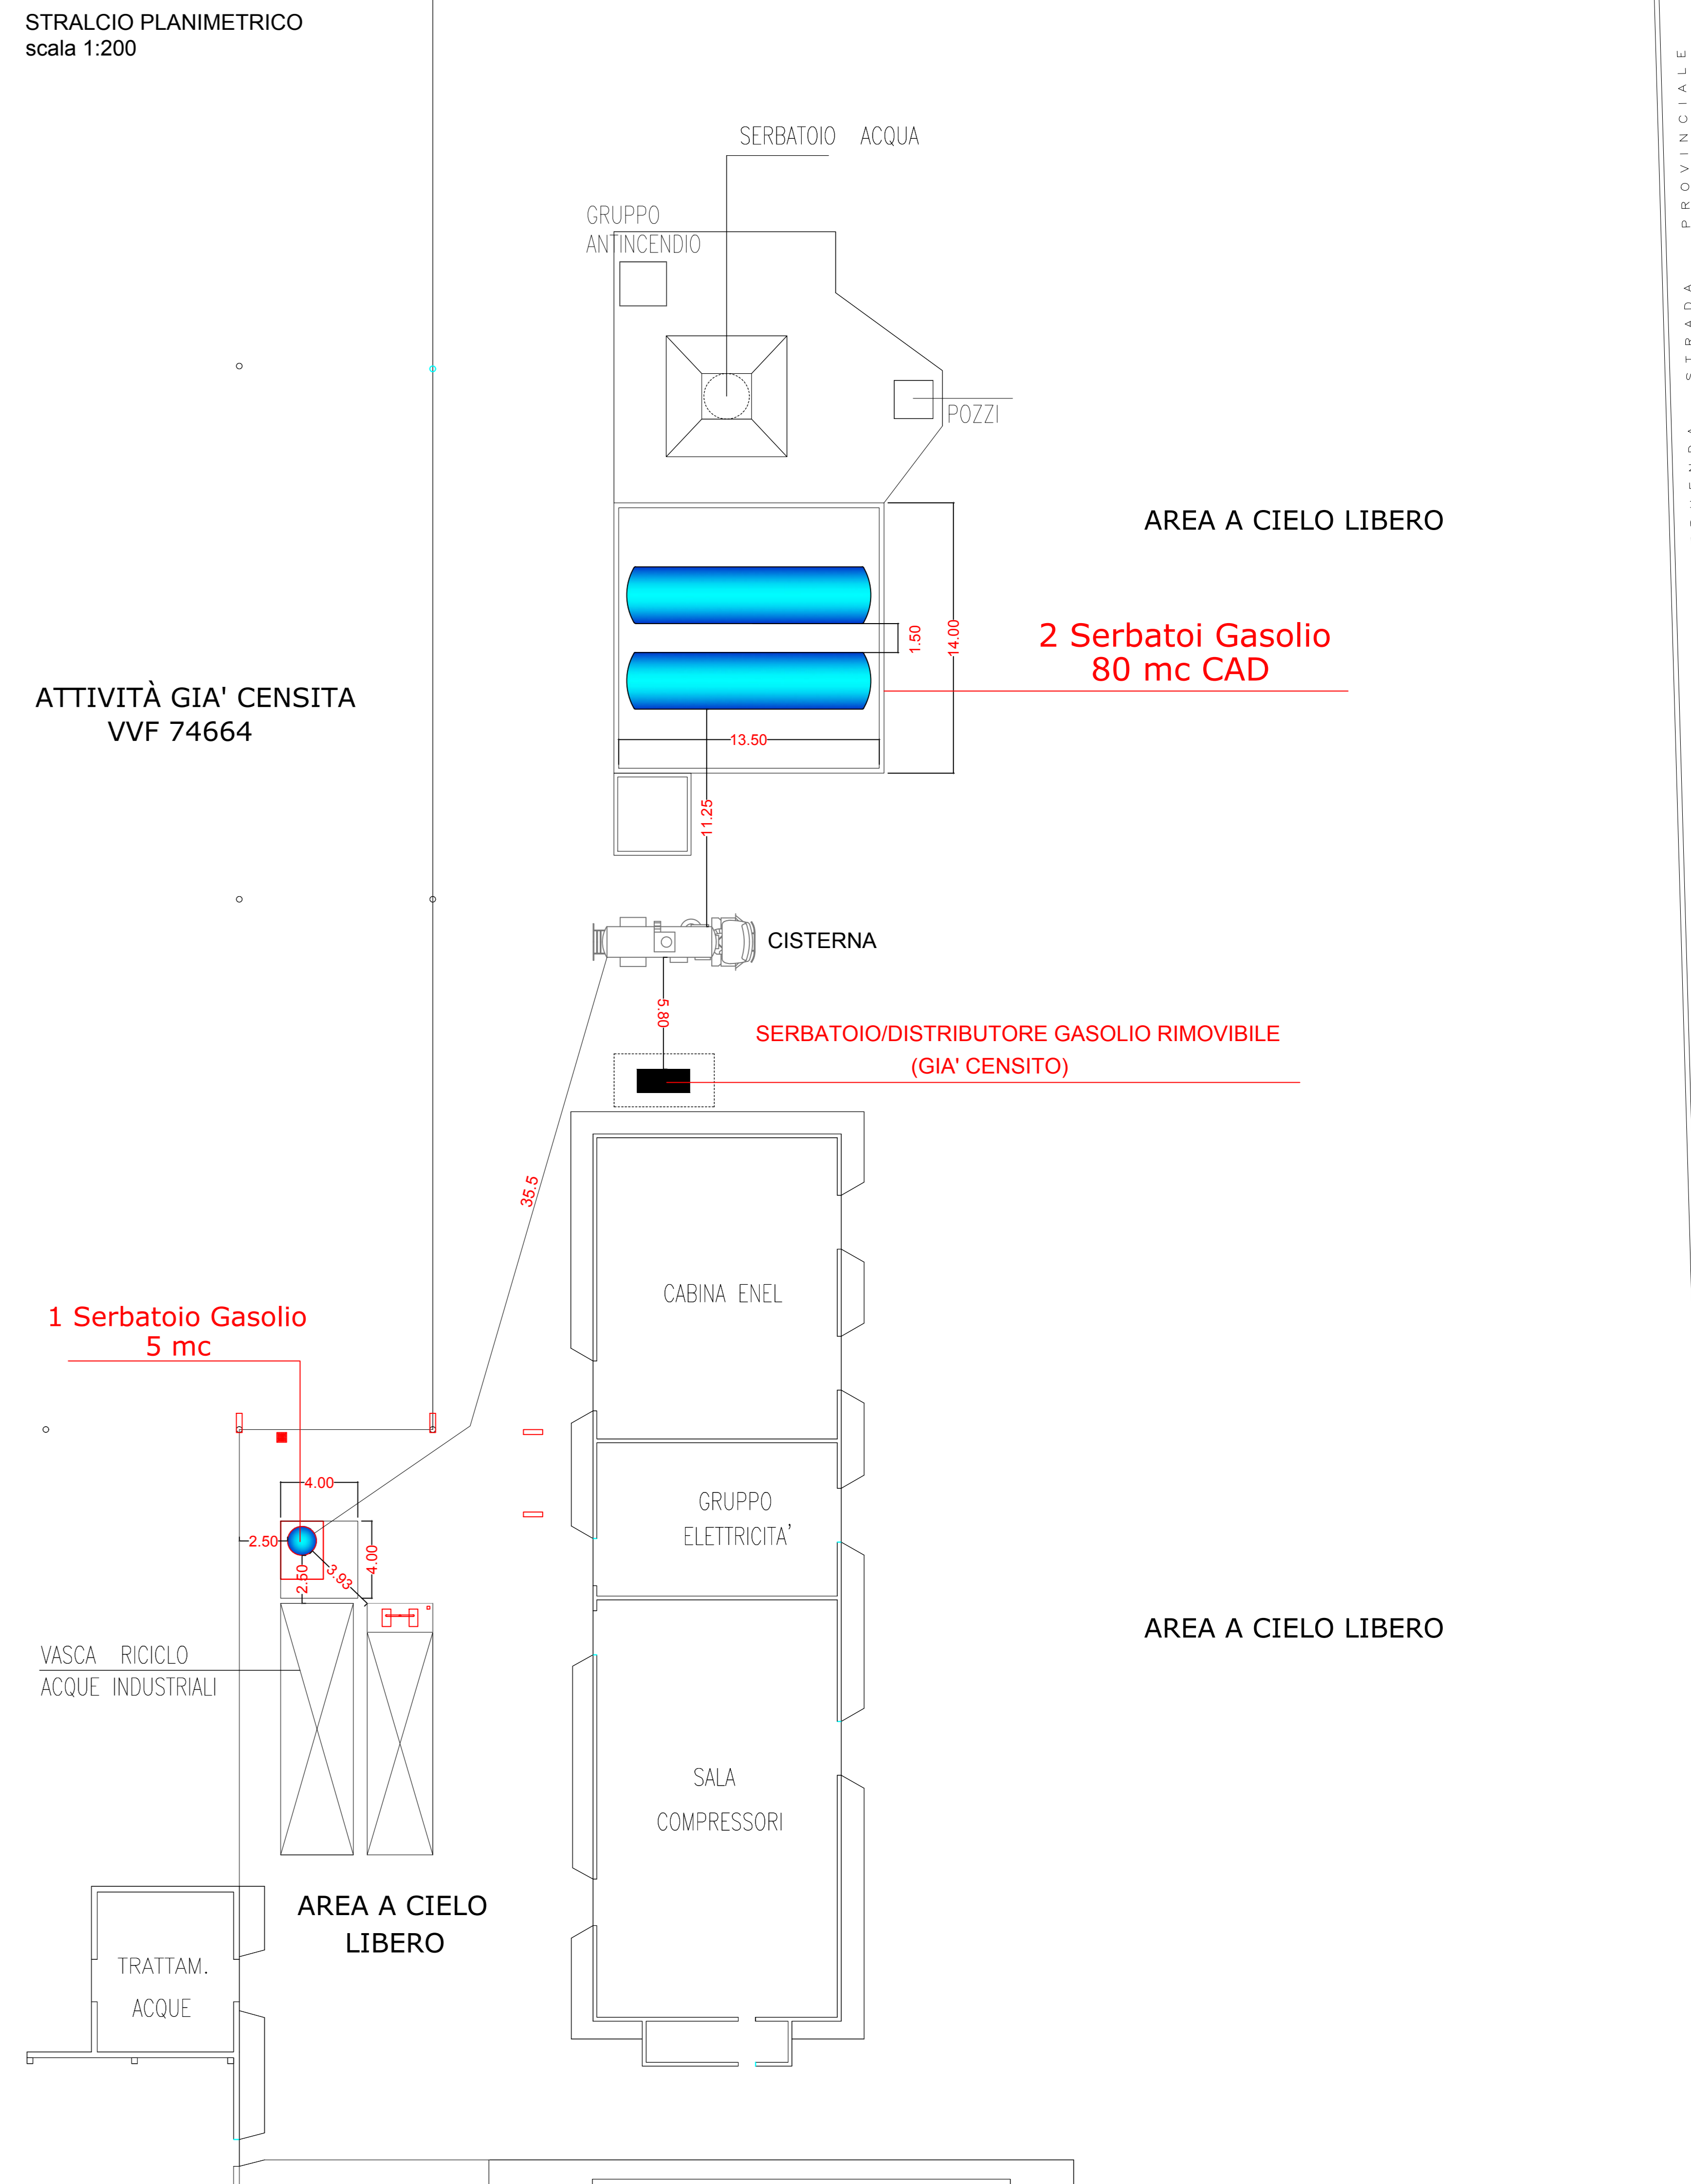 STRALCIO PLANIMETRICO
scala 1:200
PROVINCIALE
STRADA
SERBATOIO ACQUA
GRUPPO
ANTINCENDIO
POZZI
AREA A CIELO LIBERO
1.50
14.00
2 Serbatoi Gasolio
80 mc CAD
ATTIVITÀ GIA' CENSITA
VVF 74664
13.50
11.25
CISTERNA
5.80
SERBATOIO/DISTRIBUTORE GASOLIO RIMOVIBILE
(GIA' CENSITO)
35.5
CABINA ENEL
1 Serbatoio Gasolio
5 mc
4.00
GRUPPO
ELETTRICITA'
2.50
4.00
2.50
3.93
AREA A CIELO LIBERO
VASCA RICICLO
ACQUE INDUSTRIALI
SALA
COMPRESSORI
AREA A CIELO
LIBERO
TRATTAM.
ACQUE